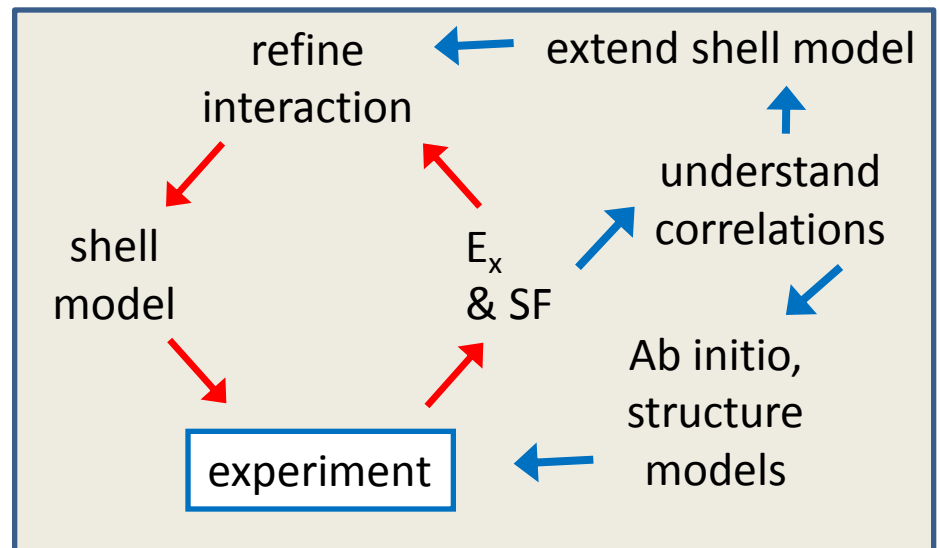 refine
interaction
extend shell model
understand
correlations
shell
model
Eₓ
& SF
Ab initio,
structure
models
experiment